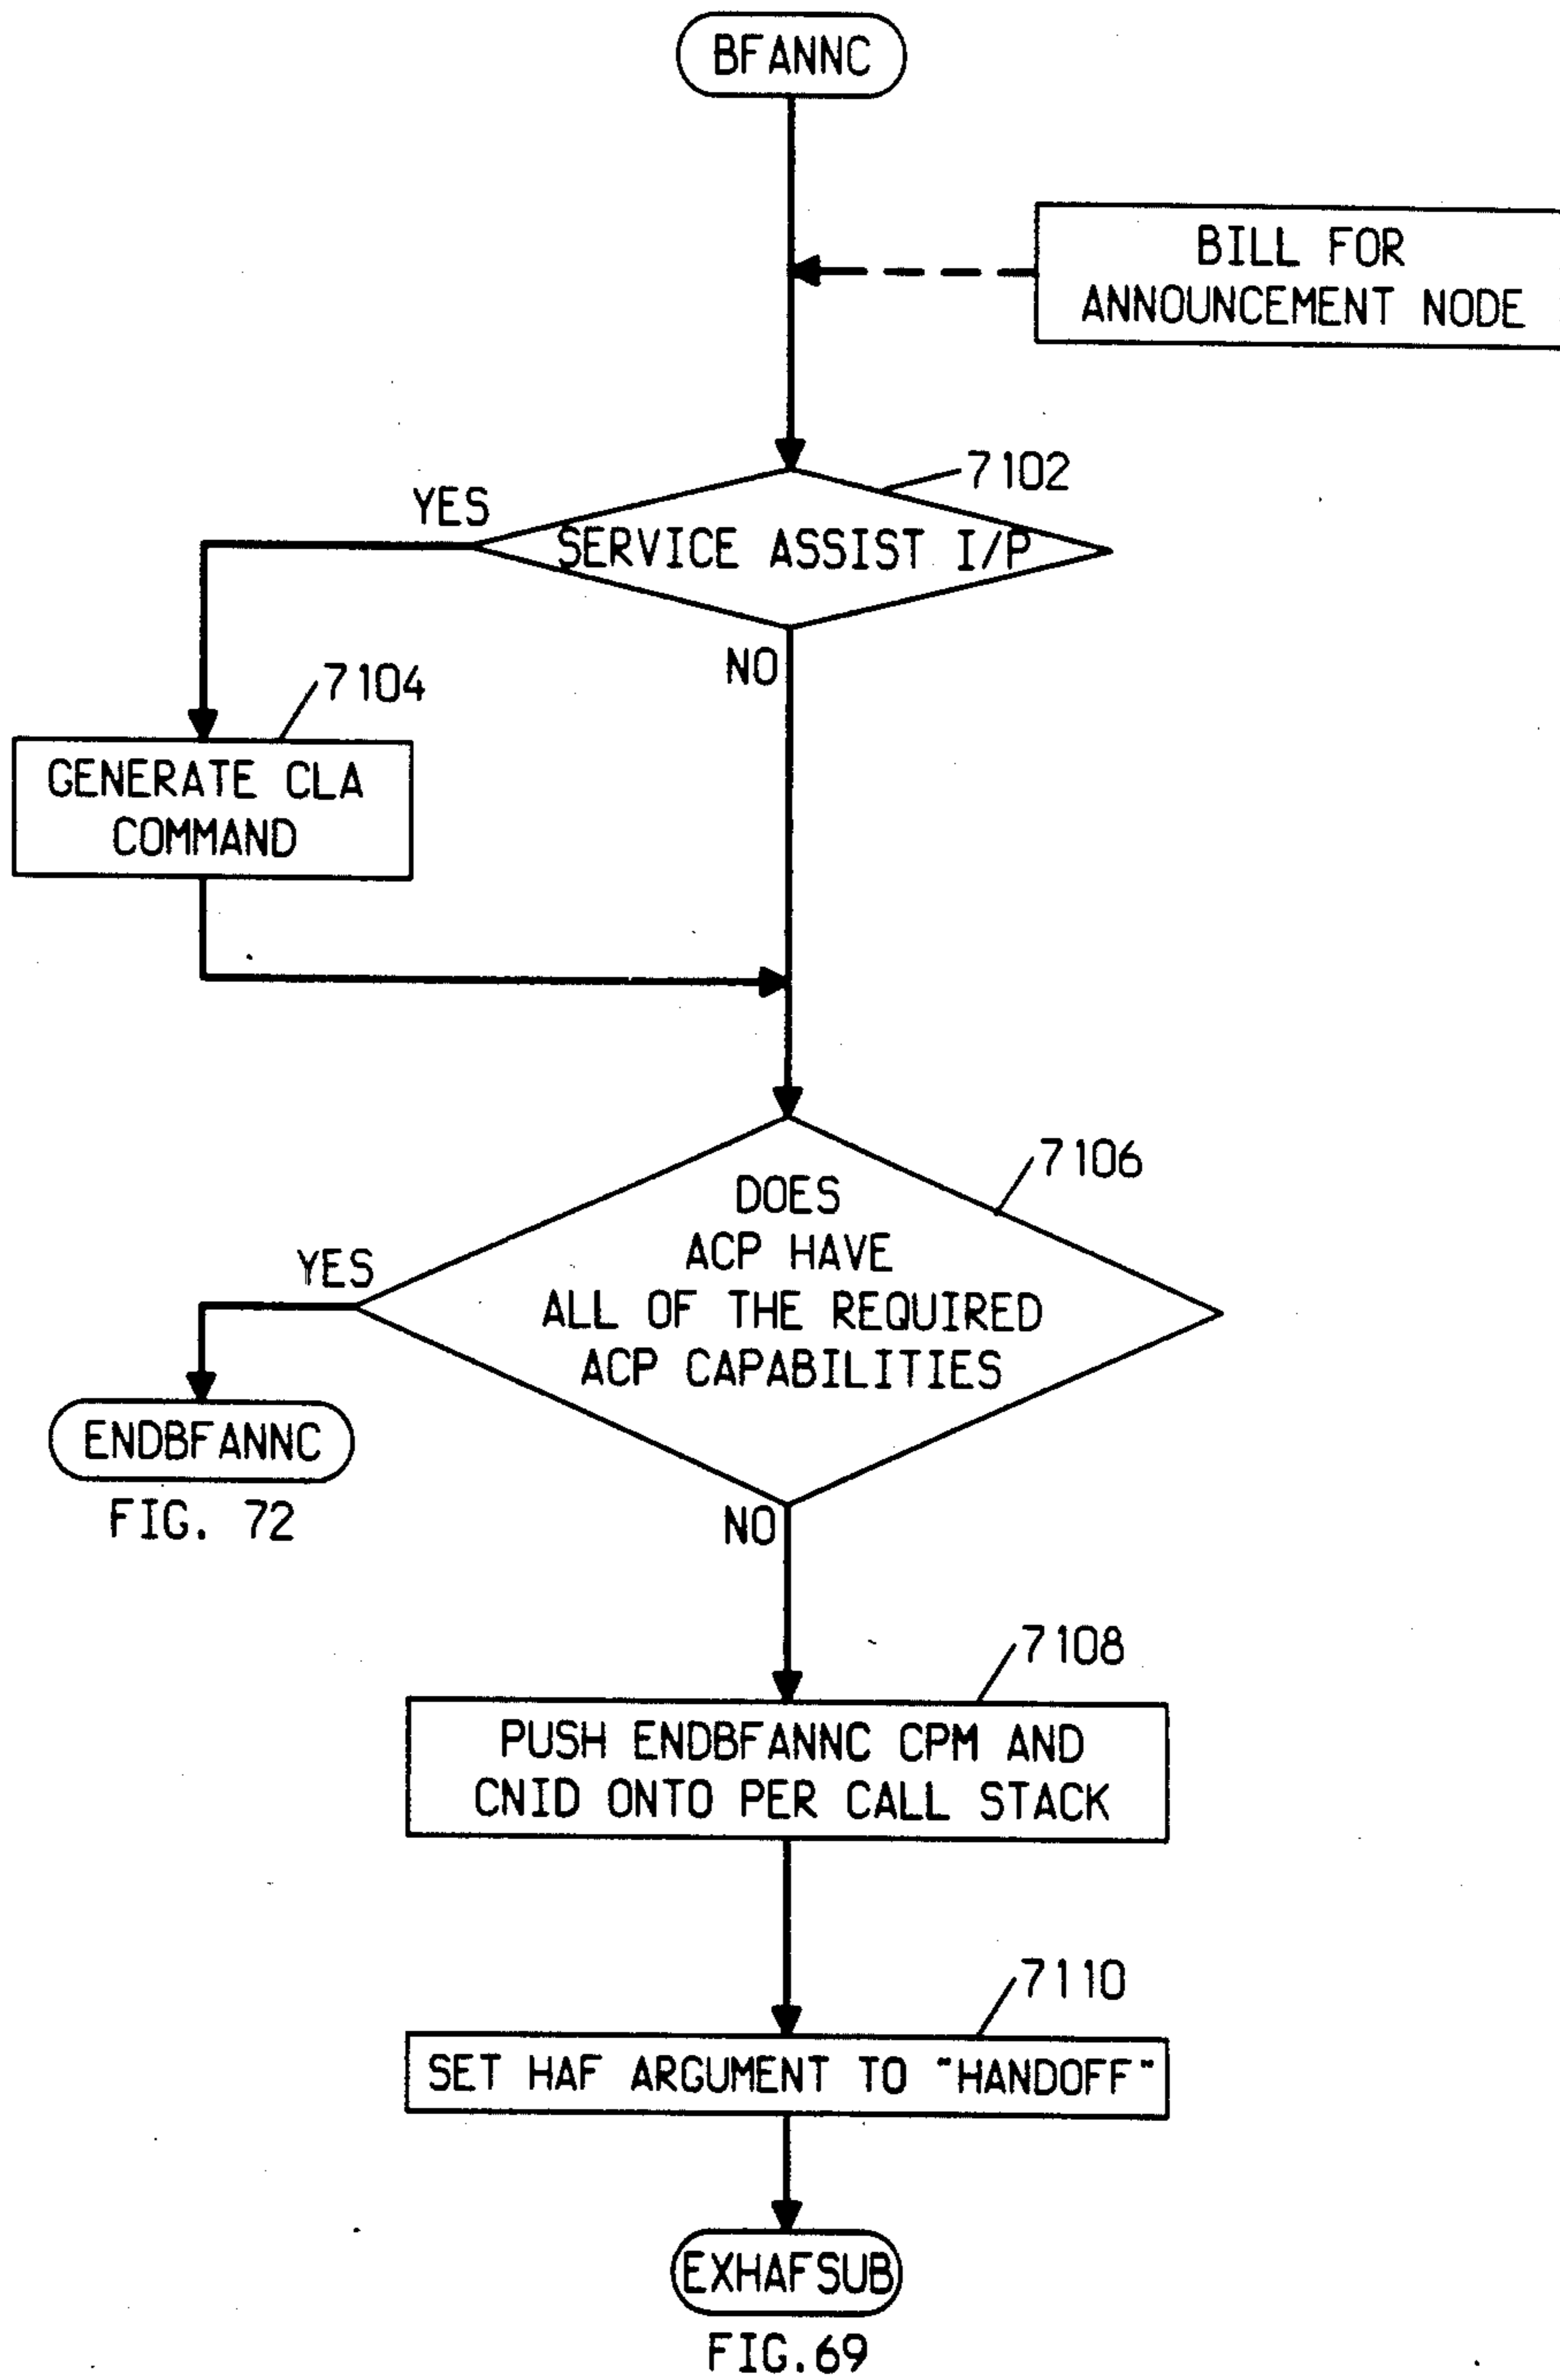 BFANNC
BILL FOR
ANNOUNCEMENT NODE
7102
YES
SERVICE ASSIST I/P
NO
7104
GENERATE CLA
COMMAND
7106
DOES
ACP HAVE
ALL OF THE REQUIRED
ACP CAPABILITIES
YES
ENDBFANNC
FIG. 72
NO
7108
PUSH ENDBFANNC CPM AND
CNID ONTO PER CALL STACK
7110
SET HAF ARGUMENT TO "HANDOFF"
EXHAFSUB
FIG.69